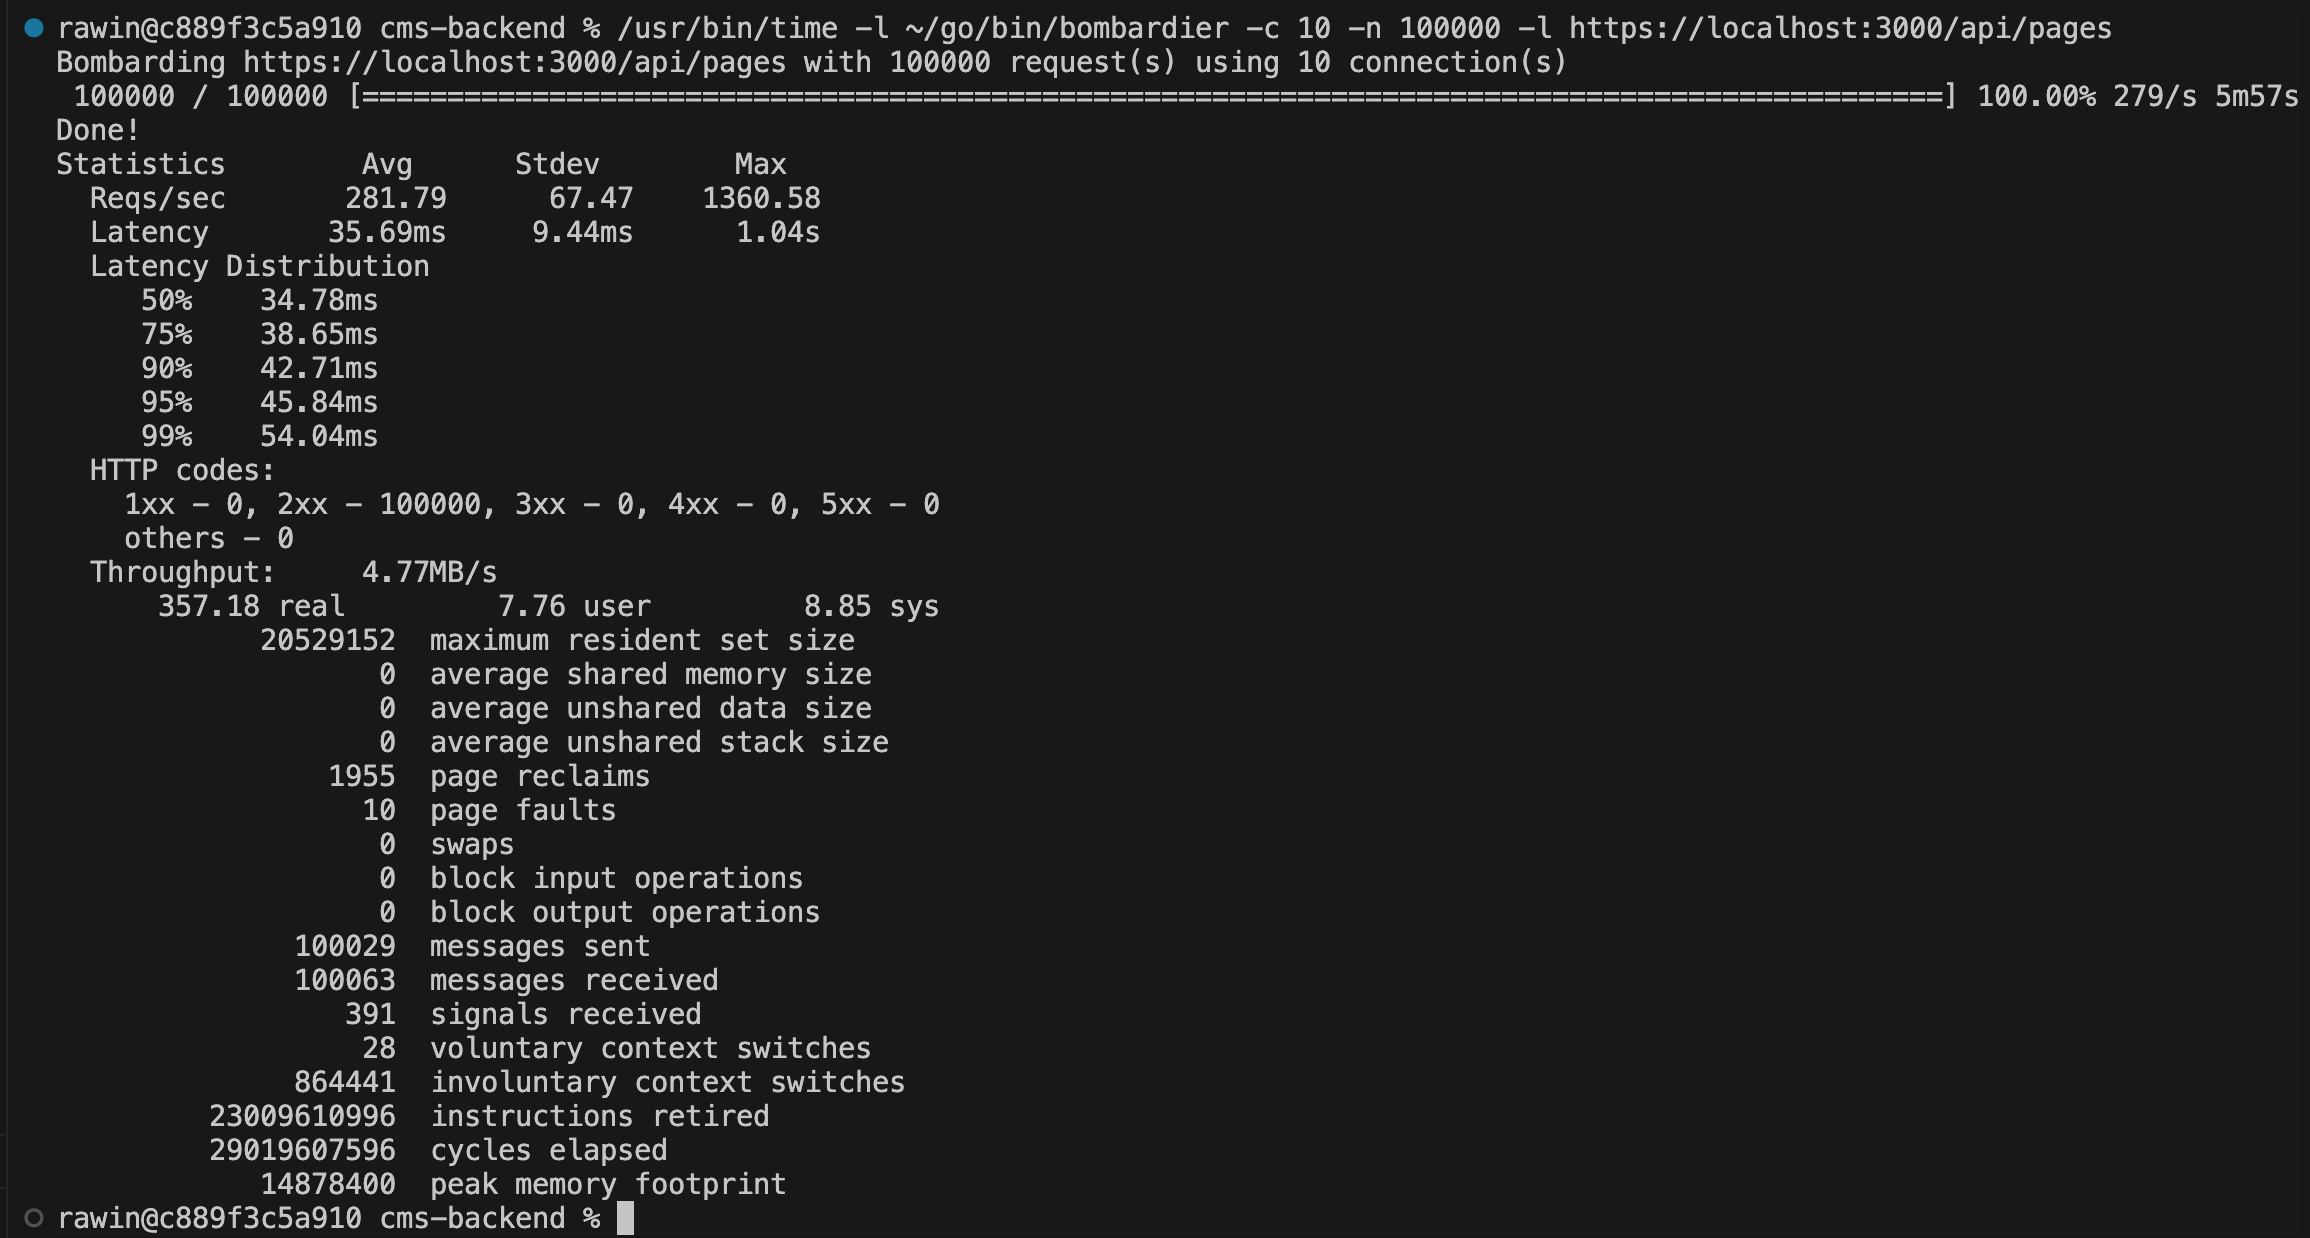 rawin@c889f3c5a910 cms-backend % /usr/bin/time -l ~/go/bin/bombardier -c 10 -n 100000 -l https://localhost:3000/api/pages
Bombarding https://localhost:3000/api/pages with 100000 request(s) using 10 connection(s)
 100000 / 100000 [=============================================================================================] 100.00% 279/s 5m57s
Done!
Statistics        Avg      Stdev        Max
  Reqs/sec       281.79      67.47    1360.58
  Latency       35.69ms     9.44ms      1.04s
  Latency Distribution
     50%    34.78ms
     75%    38.65ms
     90%    42.71ms
     95%    45.84ms
     99%    54.04ms
  HTTP codes:
    1xx - 0, 2xx - 100000, 3xx - 0, 4xx - 0, 5xx - 0
    others - 0
  Throughput:     4.77MB/s
      357.18 real         7.76 user         8.85 sys
            20529152  maximum resident set size
                   0  average shared memory size
                   0  average unshared data size
                   0  average unshared stack size
                1955  page reclaims
                  10  page faults
                   0  swaps
                   0  block input operations
                   0  block output operations
              100029  messages sent
              100063  messages received
                 391  signals received
                  28  voluntary context switches
              864441  involuntary context switches
         23009610996  instructions retired
         29019607596  cycles elapsed
            14878400  peak memory footprint
rawin@c889f3c5a910 cms-backend %